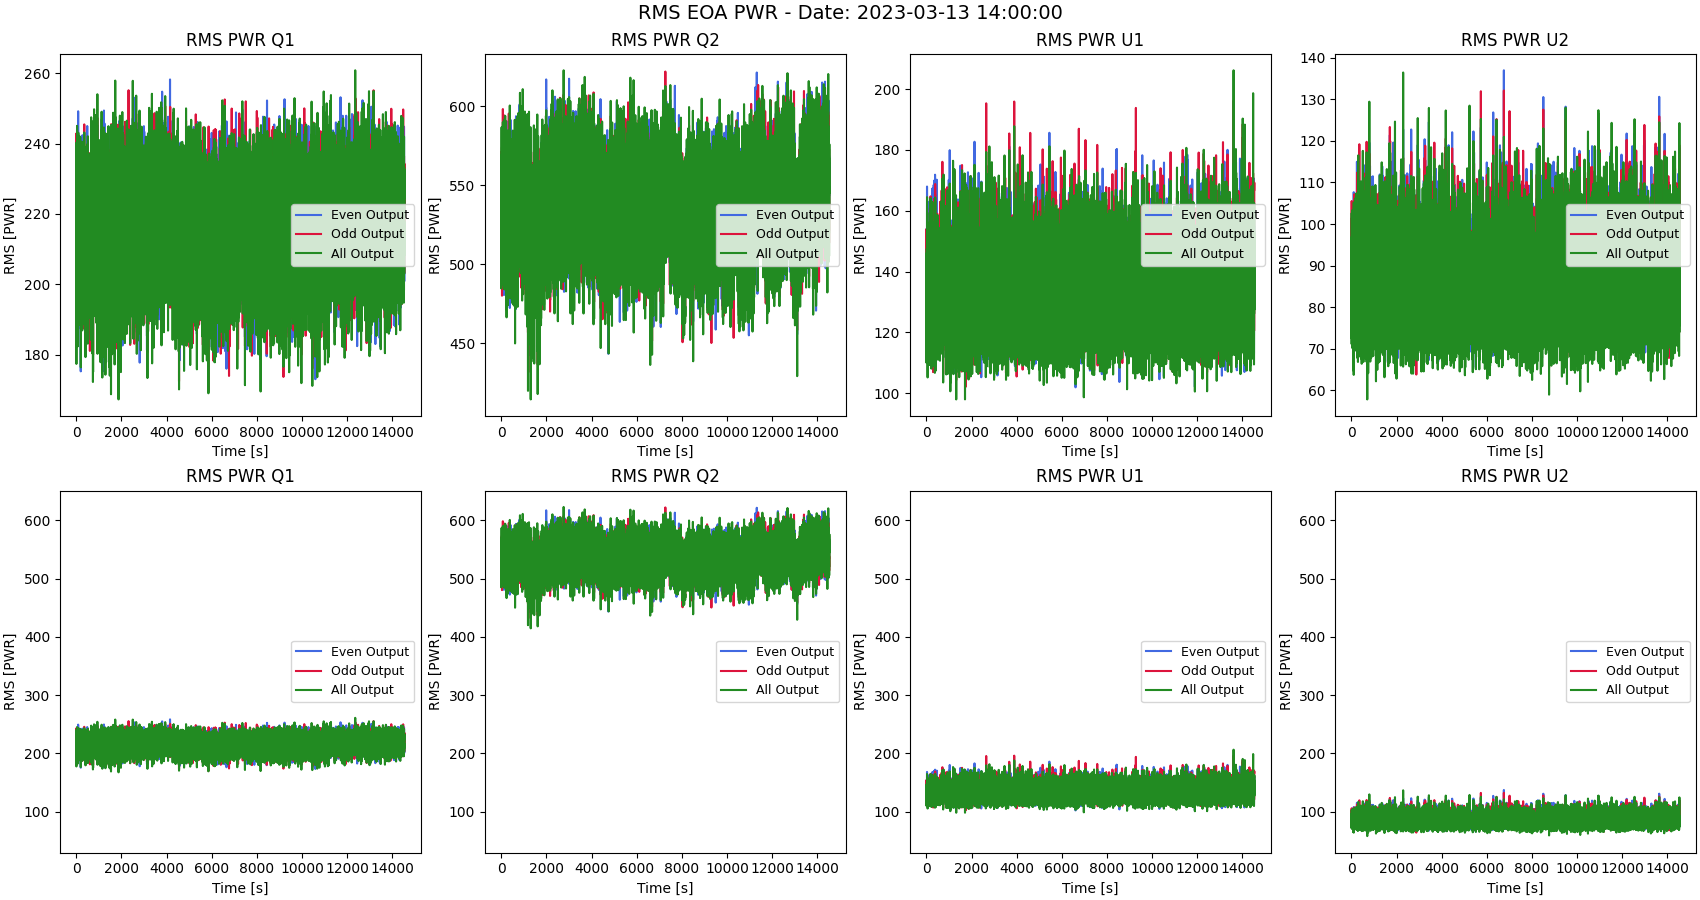 RMS EOA PWR - Date: 2023-03-13 14:00:00
RMS PWR Q1
RMS [PWR]
260
240
220
200
180
Even Output
Odd Output
All Output
0 2000 4000 6000 8000 10000 12000 14000
Time [s]
RMS PWR Q2
RMS [PWR]
600
550
500
450
Even Output
Odd Output
All Output
0 2000 4000 6000 8000 10000 12000 14000
Time [s]
RMS PWR U1
RMS [PWR]
200
180
160
140
120
100
Even Output
Odd Output
All Output
0 2000 4000 6000 8000 10000 12000 14000
Time [s]
RMS PWR U2
RMS [PWR]
140
130
120
110
100
90
80
70
60
Even Output
Odd Output
All Output
0 2000 4000 6000 8000 10000 12000 14000
Time [s]
RMS PWR Q1
RMS [PWR]
600
500
400
300
200
100
Even Output
Odd Output
All Output
0 2000 4000 6000 8000 10000 12000 14000
Time [s]
RMS PWR Q2
RMS [PWR]
600
500
400
300
200
100
Even Output
Odd Output
All Output
0 2000 4000 6000 8000 10000 12000 14000
Time [s]
RMS PWR U1
RMS [PWR]
600
500
400
300
200
100
Even Output
Odd Output
All Output
0 2000 4000 6000 8000 10000 12000 14000
Time [s]
RMS PWR U2
RMS [PWR]
600
500
400
300
200
100
Even Output
Odd Output
All Output
0 2000 4000 6000 8000 10000 12000 14000
Time [s]